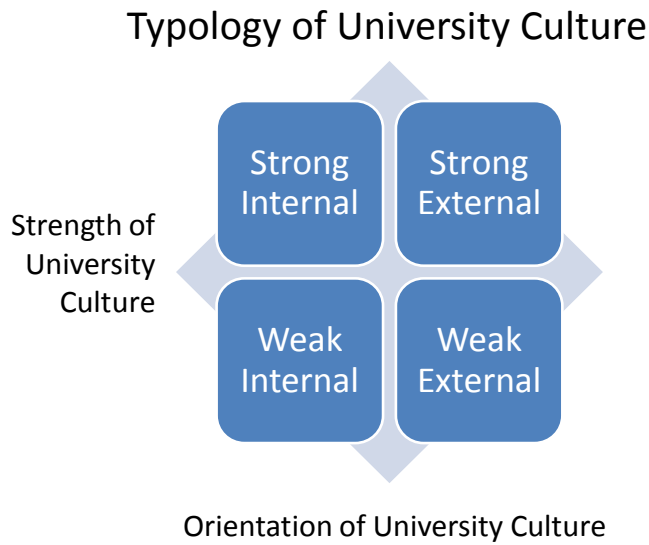 Typology of University Culture
Strong
Internal
Strong
External
Strength of
University
Culture
Weak
Internal
Weak
External
Orientation of University Culture